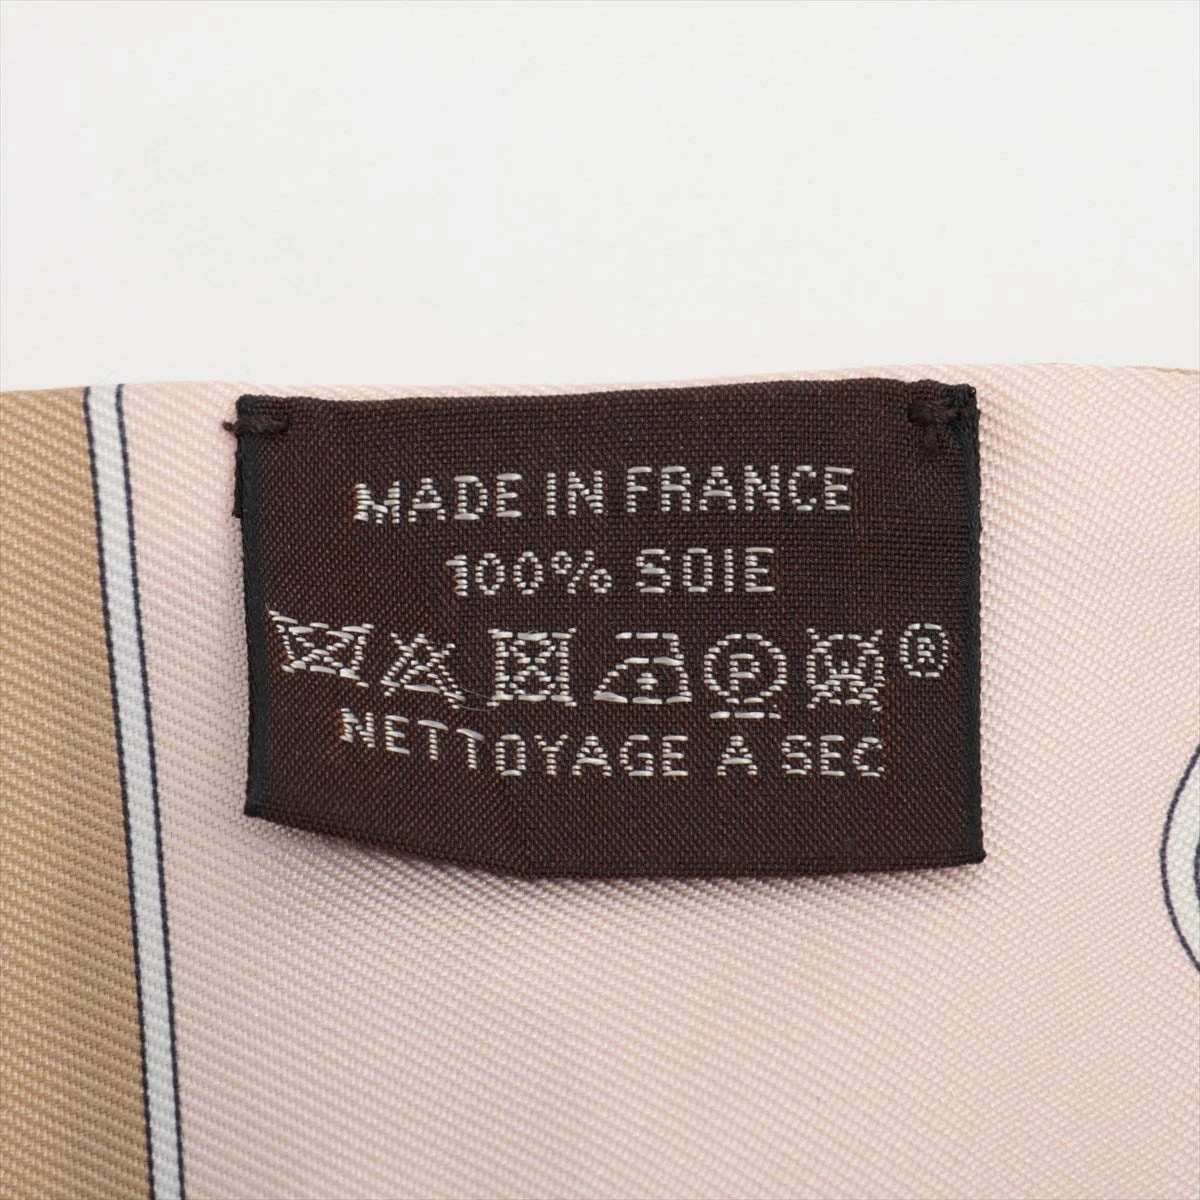 MADE IN FRANCE
100% SOIE
P W ®
NETTOYAGE A SEC